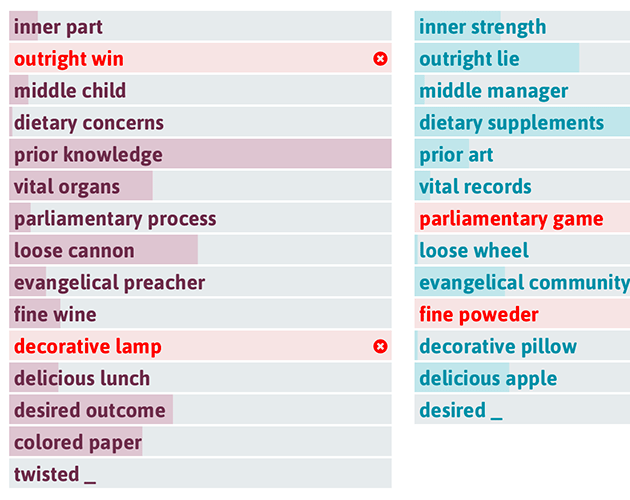 inner part
outright win
middle child
dietary concerns
prior knowledge
vital organs
parliamentary process
loose cannon
evangelical preacher
fine wine
decorative lamp
delicious lunch
desired outcome
colored paper
twisted _
inner strength
outright lie
middle manager
dietary supplements
prior art
vital records
parliamentary game
loose wheel
evangelical community
fine poweder
decorative pillow
delicious apple
desired _